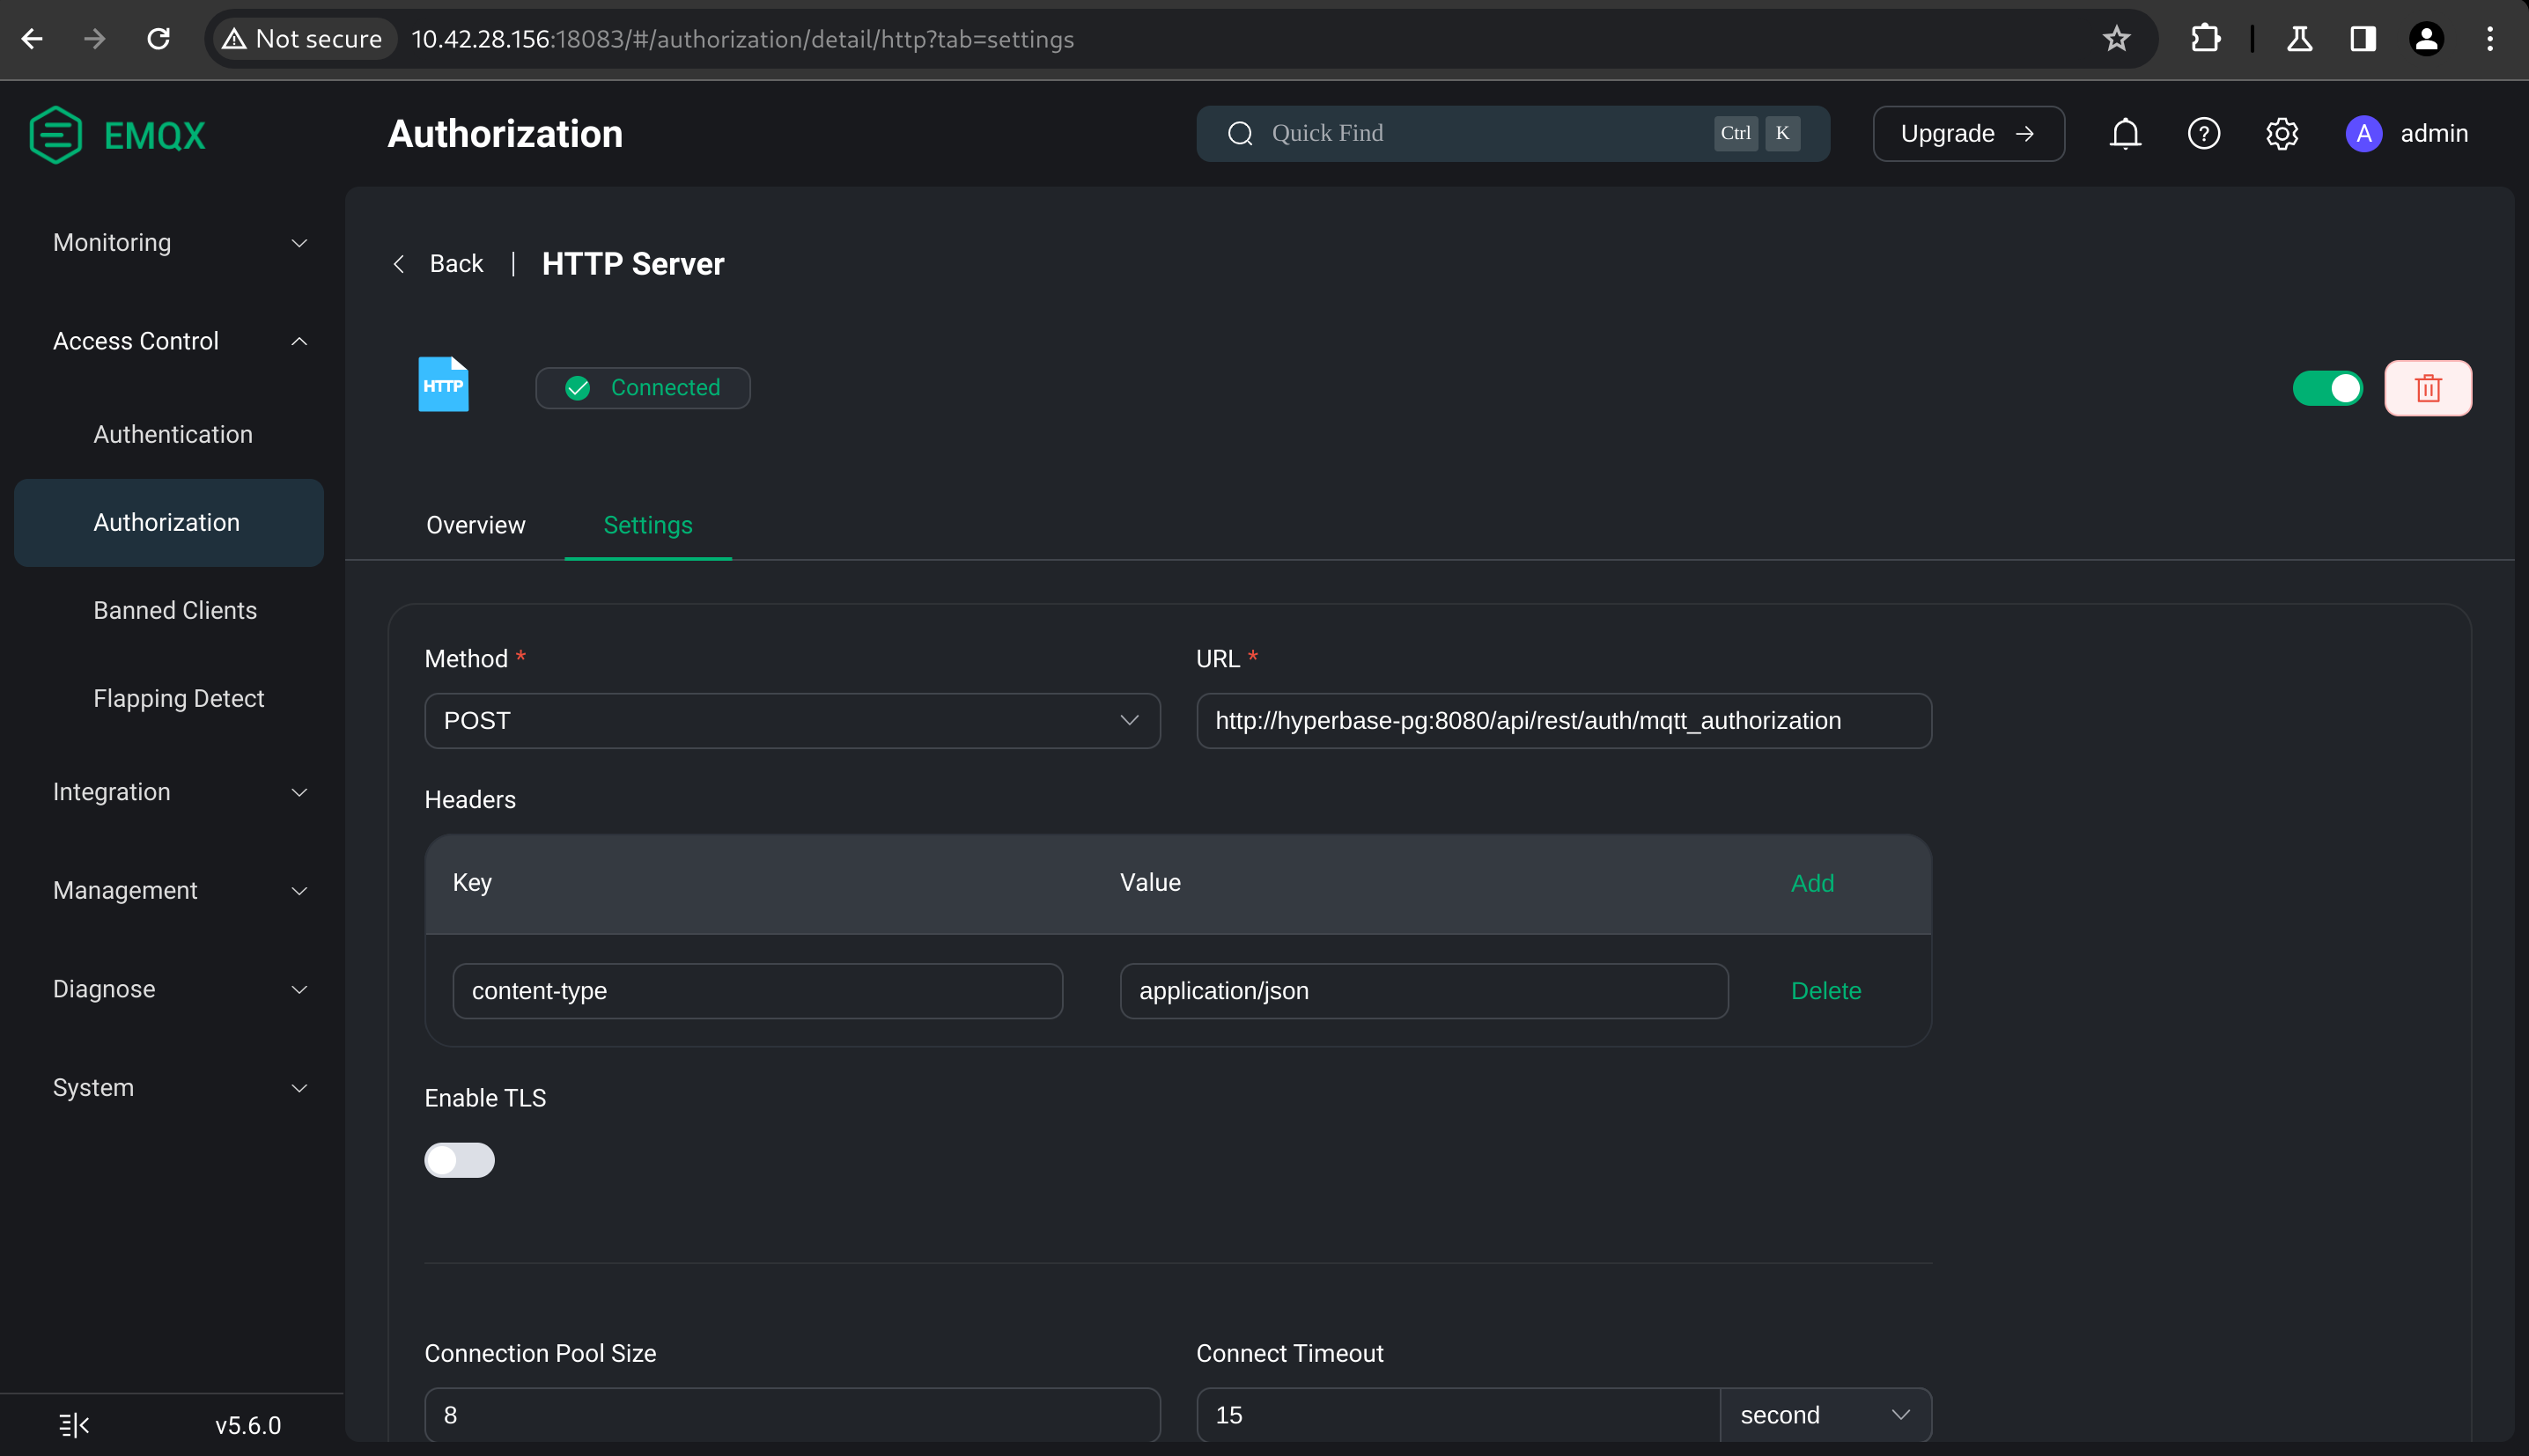 Not secure 10.42.28.156:18083/#/authorization/detail/http?tab=settings
EMQX
Authorization
Quick Find Ctrl K
Upgrade
A admin
Monitoring
Access Control
Authentication
Authorization
Banned Clients
Flapping Detect
Integration
Management
Diagnose
System
v5.6.0
Back | HTTP Server
HTTP Connected
Overview Settings
Method * URL *
POST http://hyperbase-pg:8080/api/rest/auth/mqtt_authorization
Headers
Key Value Add
content-type application/json Delete
Enable TLS
Connection Pool Size Connect Timeout
8 15 second